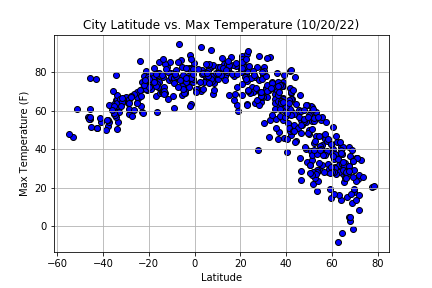 City Latitude vs. Max Temperature (10/20/22)
80
60
40
20
0
Max Temperature (F)
−60 −40 −20 0 20 40 60 80
Latitude